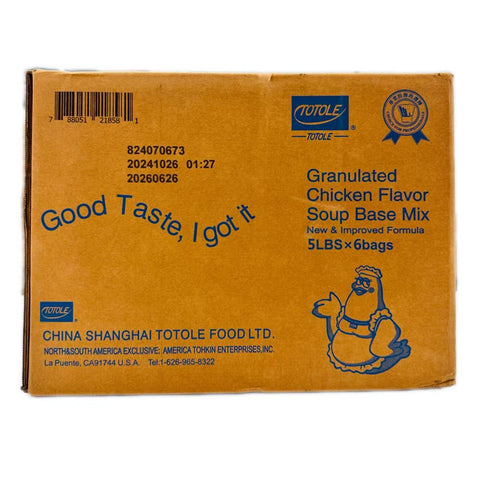 7 88051 21858 1
824070673
20241026 01:27
20260626
Good Taste, I got it
TOTOLE
CHINA SHANGHAI TOTOLE FOOD LTD.
NORTH&SOUTH AMERICA EXCLUSIVE: AMERICA TOHKIN ENTERPRISES,INC.
La Puente, CA91744 U.S.A. Tel:1-626-965-8322
TOTOLE
®
TOTOLE
Granulated
Chicken Flavor
Soup Base Mix
New & Improved Formula
5LBS×6bags